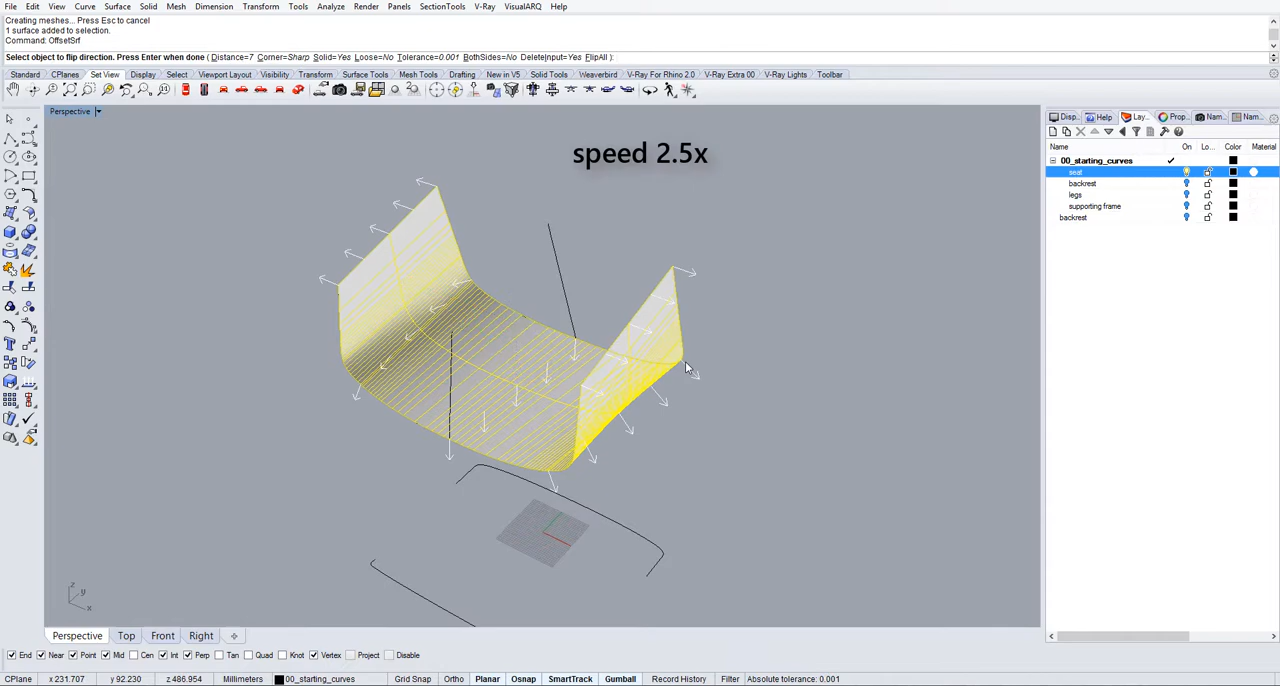 File Edit View Curve Surface Solid Mesh Dimension Transform Tools Analyze Render Panels SectionTools V-Ray VisualARQ Help
Creating meshes... Press Esc to cancel
1 surface added to selection.
Command: OffsetSrf
Select object to flip direction. Press Enter when done ( Distance=7 Corner=Sharp Solid=Yes Loose=No Tolerance=0.001 BothSides=No DeleteInput=Yes FlipAll ):
Standard CPlanes Set View Display Select Viewport Layout Visibility Transform Surface Tools Mesh Tools Drafting New in V5 Solid Tools Weaverbird V-Ray For Rhino 2.0 V-Ray Extra 00 V-Ray Lights Toolbar
Perspective
Disp... Help Lay... Prop... Nam... Nam...
Name On Lo... Color Material
00_starting_curves
seat
backrest
legs
supporting frame
backrest
speed 2.5x
z
y
x
Perspective Top Front Right
End Near Point Mid Cen Int Perp Tan Quad Knot Vertex Project Disable
CPlane x 231.707 y 92.230 z 486.954 Millimeters 00_starting_curves Grid Snap Ortho Planar Osnap SmartTrack Gumball Record History Filter Absolute tolerance: 0.001